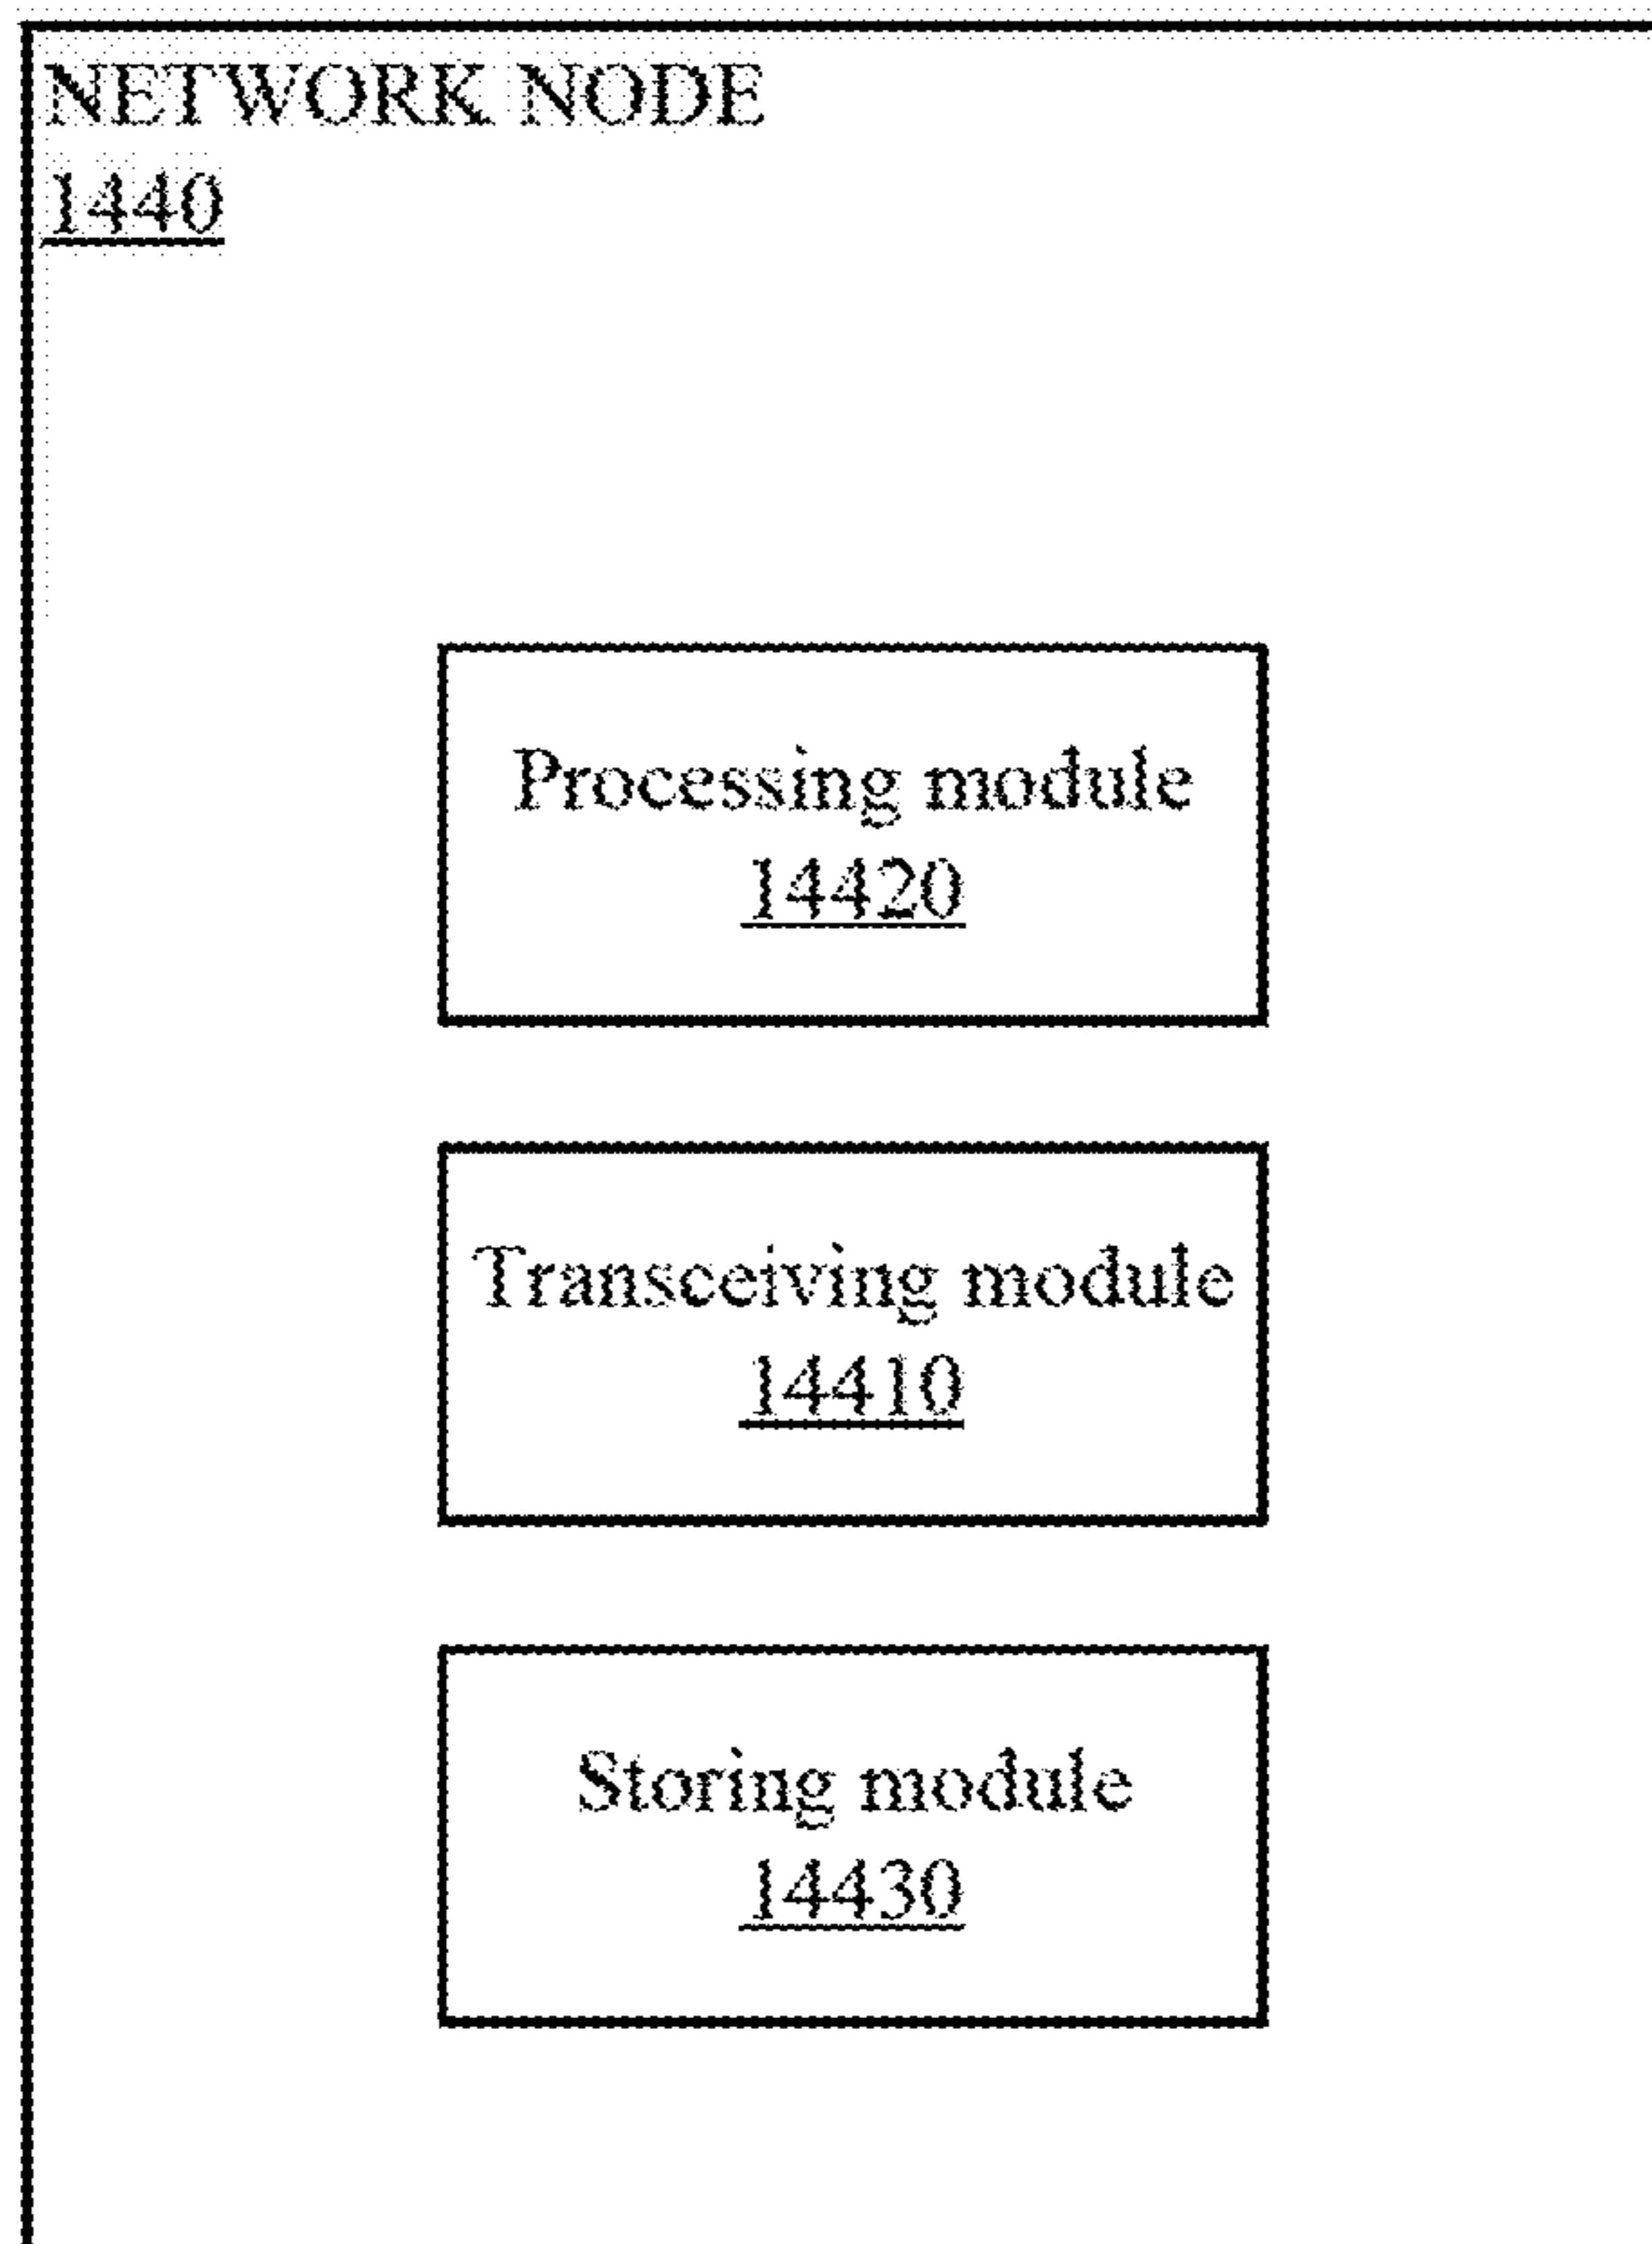 NETWORK NODE
1440
Processing module
14420
Transceiving module
14410
Storing module
14430